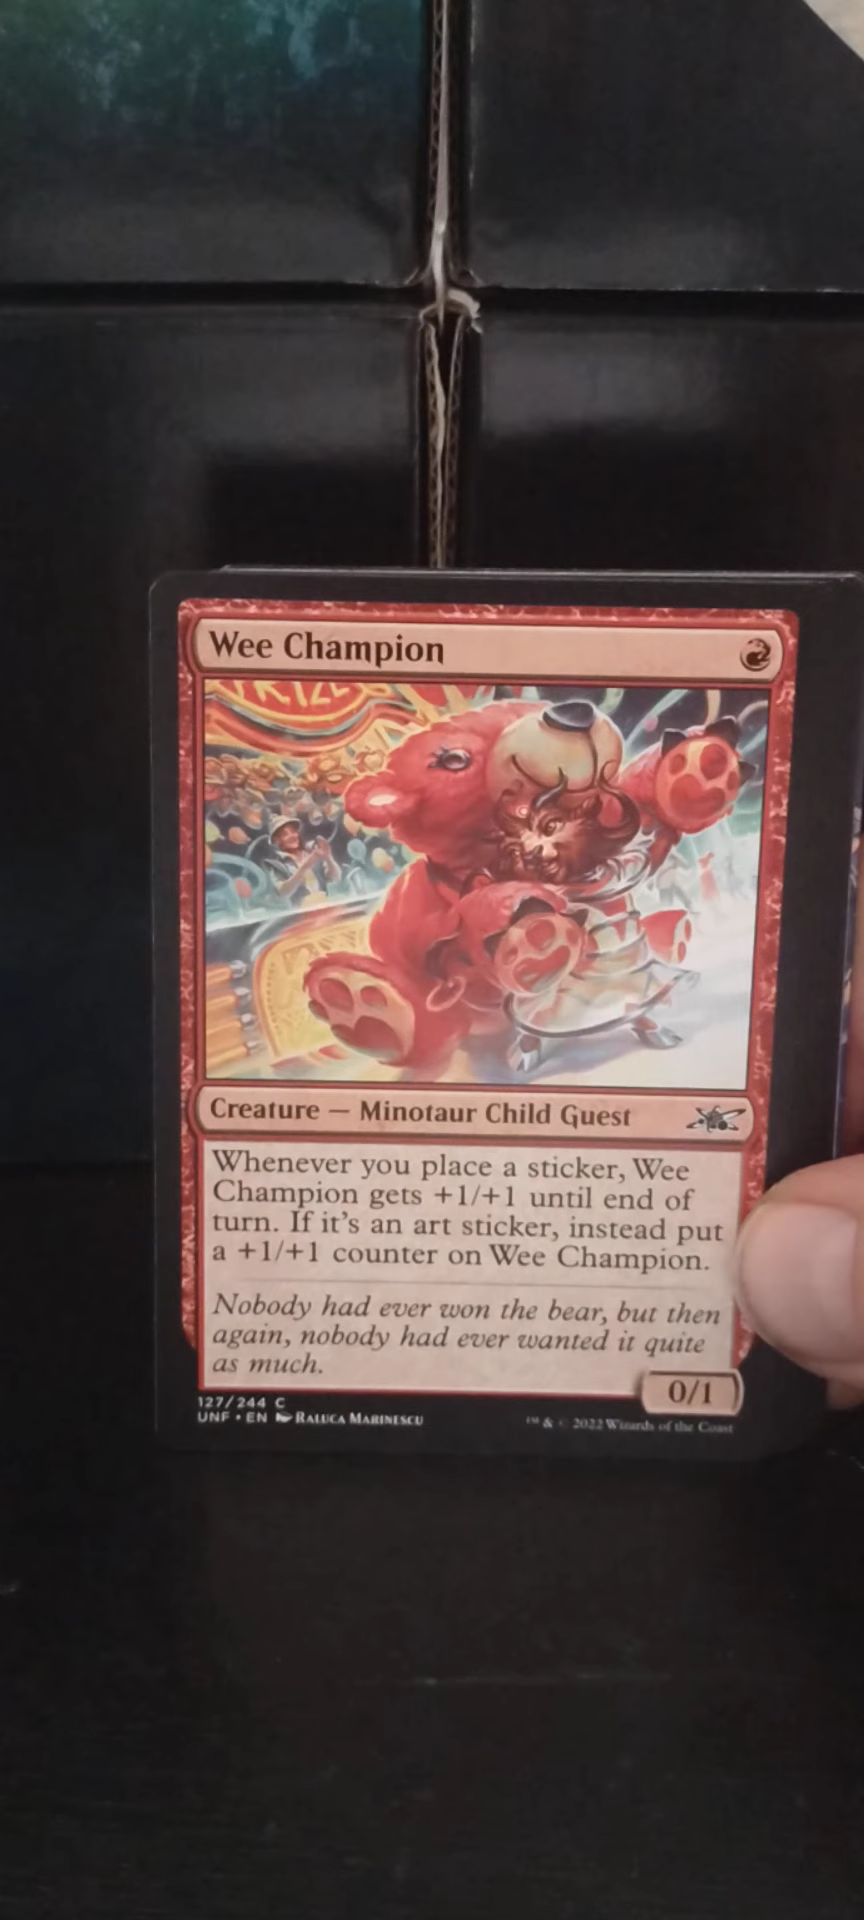 Wee Champion
Creature — Minotaur Child Guest
Whenever you place a sticker, Wee
Champion gets +1/+1 until end of
turn. If it's an art sticker, instead put
a +1/+1 counter on Wee Champion.
Nobody had ever won the bear, but then
again, nobody had ever wanted it quite
as much.
0/1
127/244 C
UNF • EN Raluca Marinescu
™ & © 2022 Wizards of the Coast